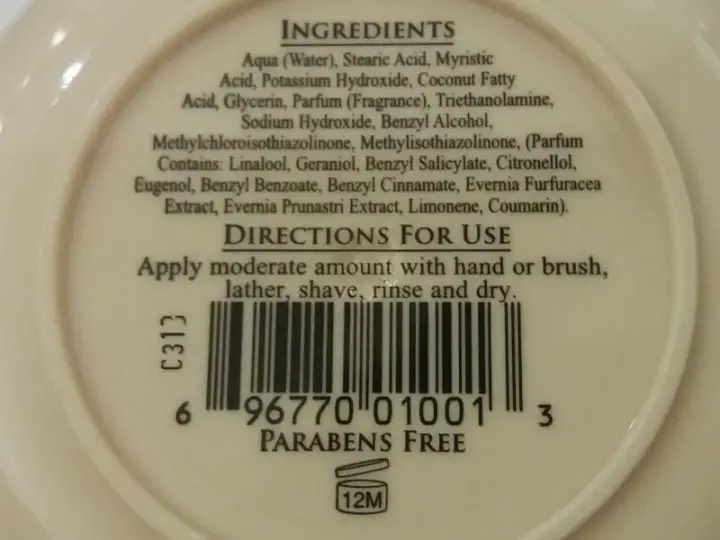 INGREDIENTS
Aqua (Water), Stearic Acid, Myristic
Acid, Potassium Hydroxide, Coconut Fatty
Acid, Glycerin, Parfum (Fragrance), Triethanolamine,
Sodium Hydroxide, Benzyl Alcohol,
Methylchloroisothiazolinone, Methylisothiazolinone, (Parfum
Contains: Linalool, Geraniol, Benzyl Salicylate, Citronellol,
Eugenol, Benzyl Benzoate, Benzyl Cinnamate, Evernia Furfuracea
Extract, Evernia Prunastri Extract, Limonene, Coumarin).
DIRECTIONS FOR USE
Apply moderate amount with hand or brush,
lather, shave, rinse and dry.
6 96770 01001 3
PARABENS FREE
12M